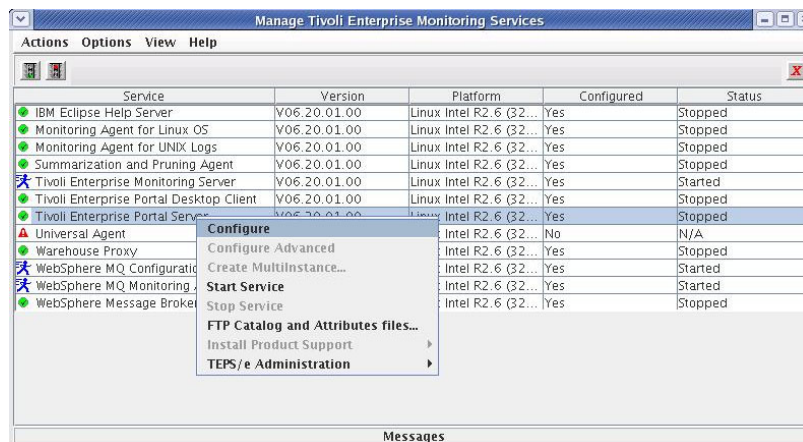 Manage Tivoli Enterprise Monitoring Services
Actions Options View Help
Service Version Platform Configured Status
IBM Eclipse Help Server V06.20.01.00 Linux Intel R2.6 (32... Yes Stopped
Monitoring Agent for Linux OS V06.20.01.00 Linux Intel R2.6 (32... Yes Stopped
Monitoring Agent for UNIX Logs V06.20.01.00 Linux Intel R2.6 (32... Yes Stopped
Summarization and Pruning Agent V06.20.01.00 Linux Intel R2.6 (32... Yes Stopped
Tivoli Enterprise Monitoring Server V06.20.01.00 Linux Intel R2.6 (32... Yes Started
Tivoli Enterprise Portal Desktop Client V06.20.01.00 Linux Intel R2.6 (32... Yes Stopped
Tivoli Enterprise Portal Server V06.20.01.00 Linux Intel R2.6 (32... Yes Stopped
Universal Agent Intel R2.6 (32... No N/A
Warehouse Proxy Intel R2.6 (32... Yes Stopped
WebSphere MQ Configuratio Intel R2.6 (32... Yes Started
WebSphere MQ Monitoring Intel R2.6 (32... Yes Started
WebSphere Message Broker Intel R2.6 (32... Yes Stopped
Configure
Configure Advanced
Create MultiInstance...
Start Service
Stop Service
FTP Catalog and Attributes files...
Install Product Support
TEPS/e Administration
Messages